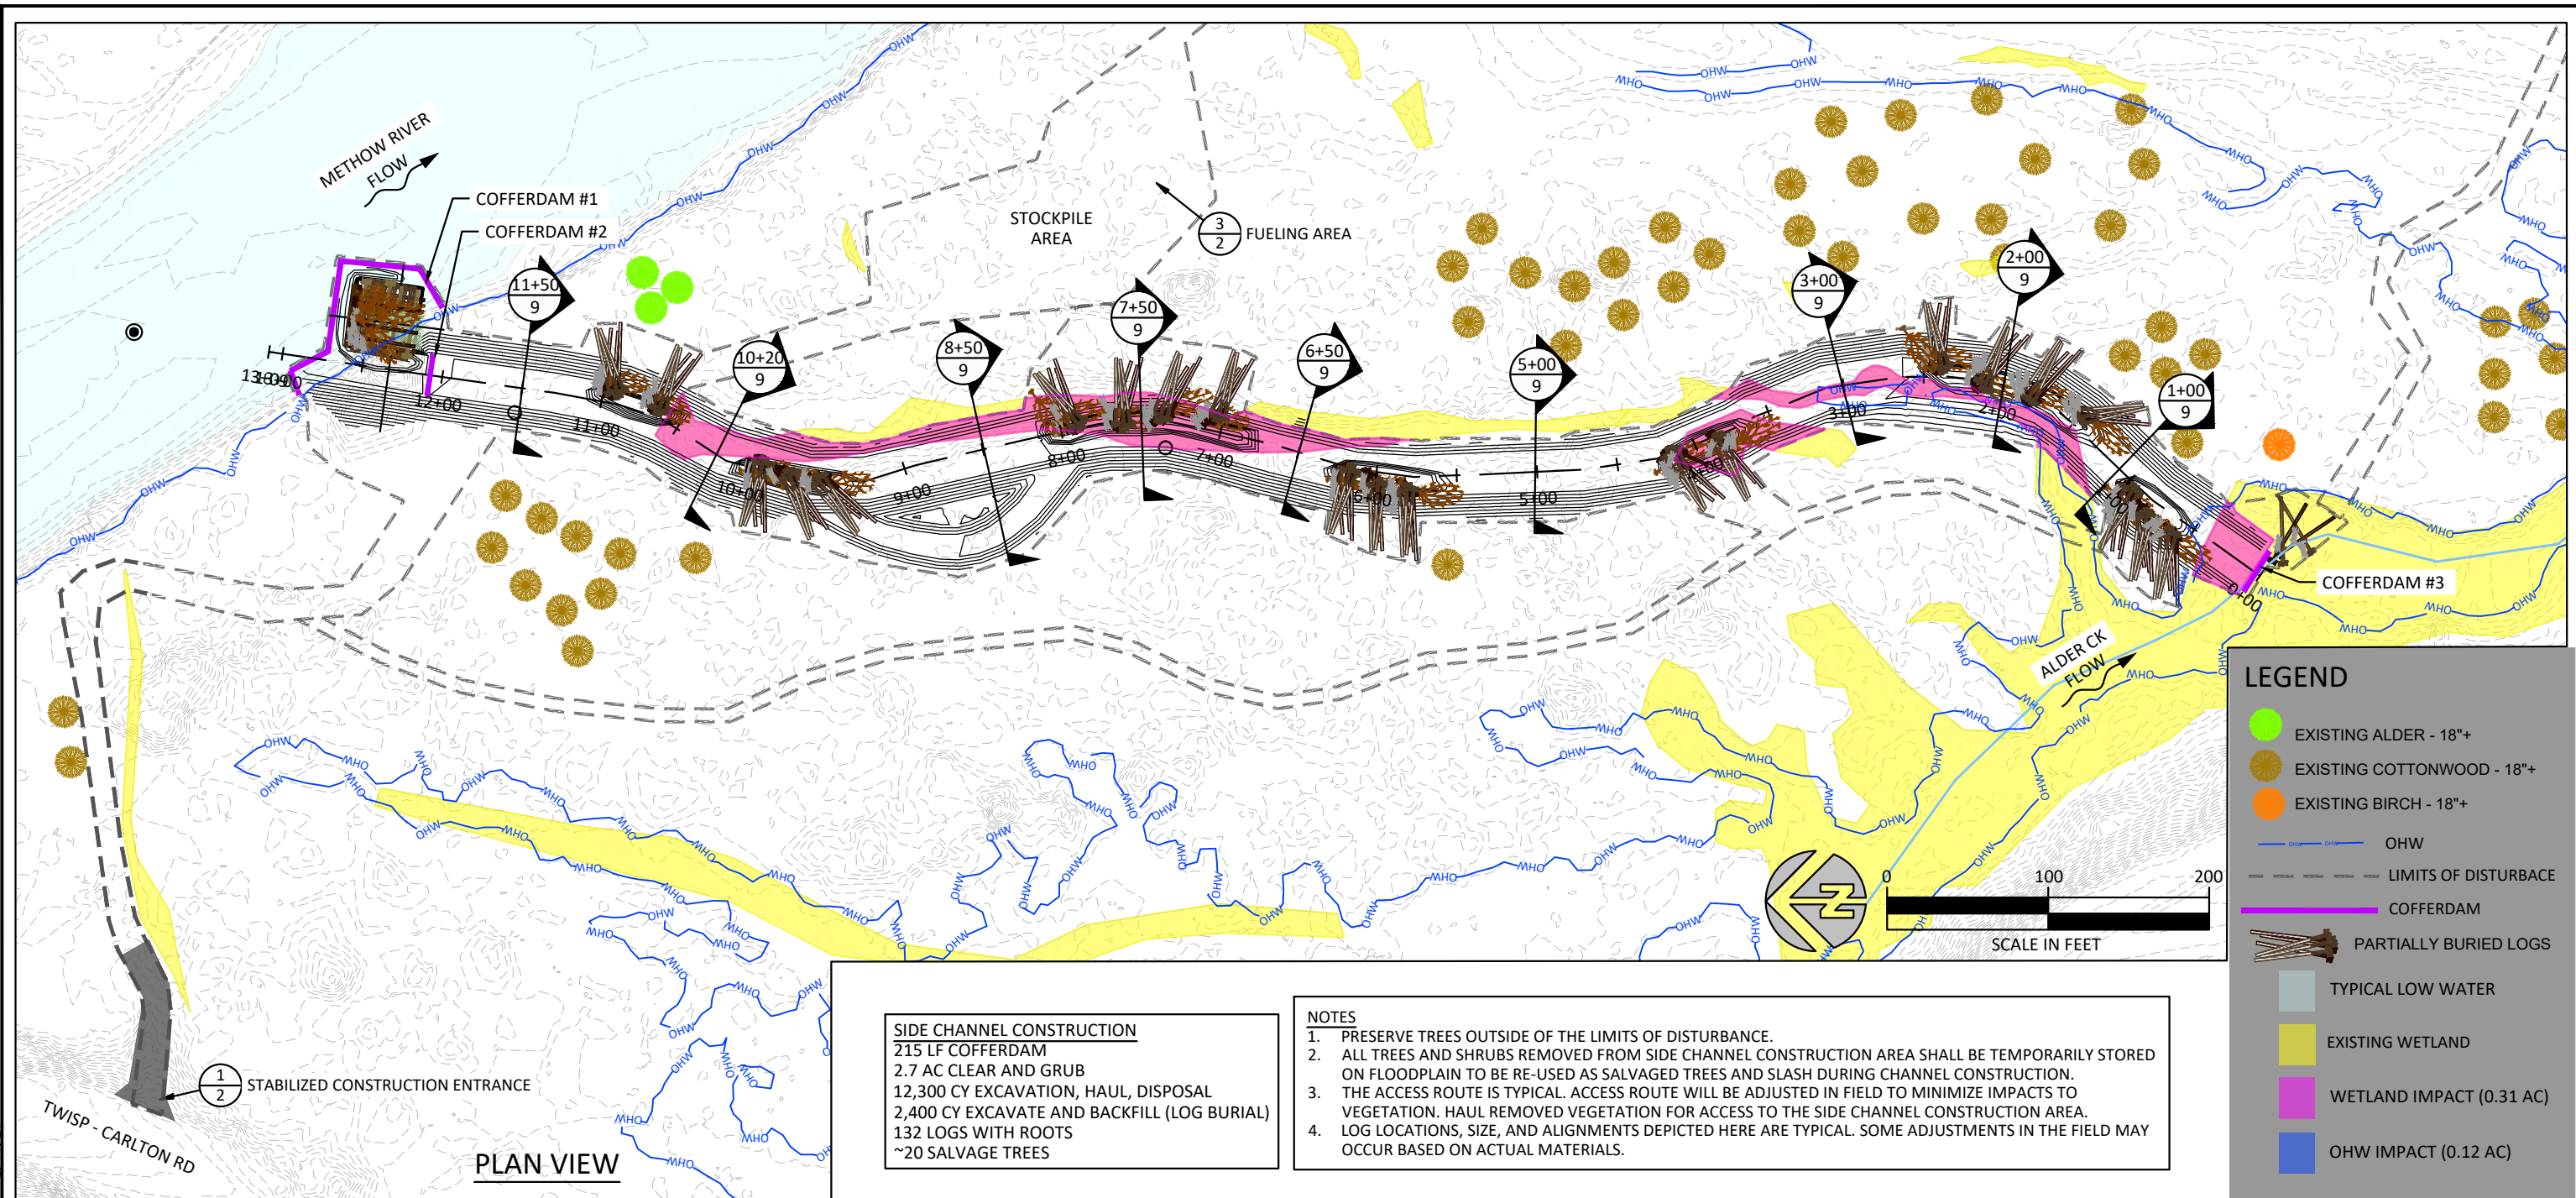 METHOW RIVER
FLOW
COFFERDAM #1
COFFERDAM #2
STOCKPILE
AREA
3
2
FUELING AREA
11+50
9
10+20
9
8+50
9
7+50
9
6+50
9
5+00
9
3+00
9
2+00
9
1+00
9
13+00
12+00
11+00
10+00
9+00
8+00
7+00
6+00
5+00
4+00
3+00
2+00
1+00
0+00
COFFERDAM #3
ALDER CK
FLOW
OHW
1
2
STABILIZED CONSTRUCTION ENTRANCE
TWISP - CARLTON RD
PLAN VIEW
N
0 100 200
SCALE IN FEET
SIDE CHANNEL CONSTRUCTION
215 LF COFFERDAM
2.7 AC CLEAR AND GRUB
12,300 CY EXCAVATION, HAUL, DISPOSAL
2,400 CY EXCAVATE AND BACKFILL (LOG BURIAL)
132 LOGS WITH ROOTS
~20 SALVAGE TREES
NOTES
1. PRESERVE TREES OUTSIDE OF THE LIMITS OF DISTURBANCE.
2. ALL TREES AND SHRUBS REMOVED FROM SIDE CHANNEL CONSTRUCTION AREA SHALL BE TEMPORARILY STORED
ON FLOODPLAIN TO BE RE-USED AS SALVAGED TREES AND SLASH DURING CHANNEL CONSTRUCTION.
3. THE ACCESS ROUTE IS TYPICAL. ACCESS ROUTE WILL BE ADJUSTED IN FIELD TO MINIMIZE IMPACTS TO
VEGETATION. HAUL REMOVED VEGETATION FOR ACCESS TO THE SIDE CHANNEL CONSTRUCTION AREA.
4. LOG LOCATIONS, SIZE, AND ALIGNMENTS DEPICTED HERE ARE TYPICAL. SOME ADJUSTMENTS IN THE FIELD MAY
OCCUR BASED ON ACTUAL MATERIALS.
LEGEND
EXISTING ALDER - 18"+
EXISTING COTTONWOOD - 18"+
EXISTING BIRCH - 18"+
OHW
LIMITS OF DISTURBACE
COFFERDAM
PARTIALLY BURIED LOGS
TYPICAL LOW WATER
EXISTING WETLAND
WETLAND IMPACT (0.31 AC)
OHW IMPACT (0.12 AC)